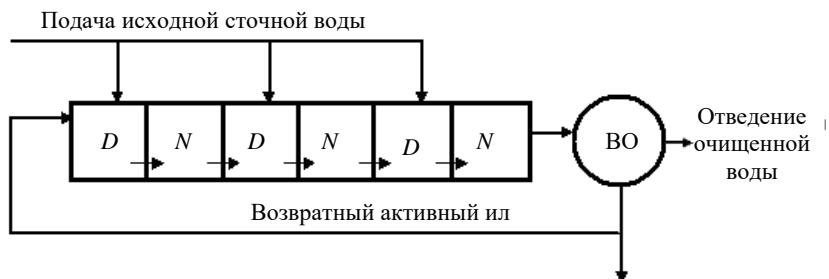 Подача исходной сточной воды
D N D N D N
ВО
Отведение
очищенной
воды
Возвратный активный ил